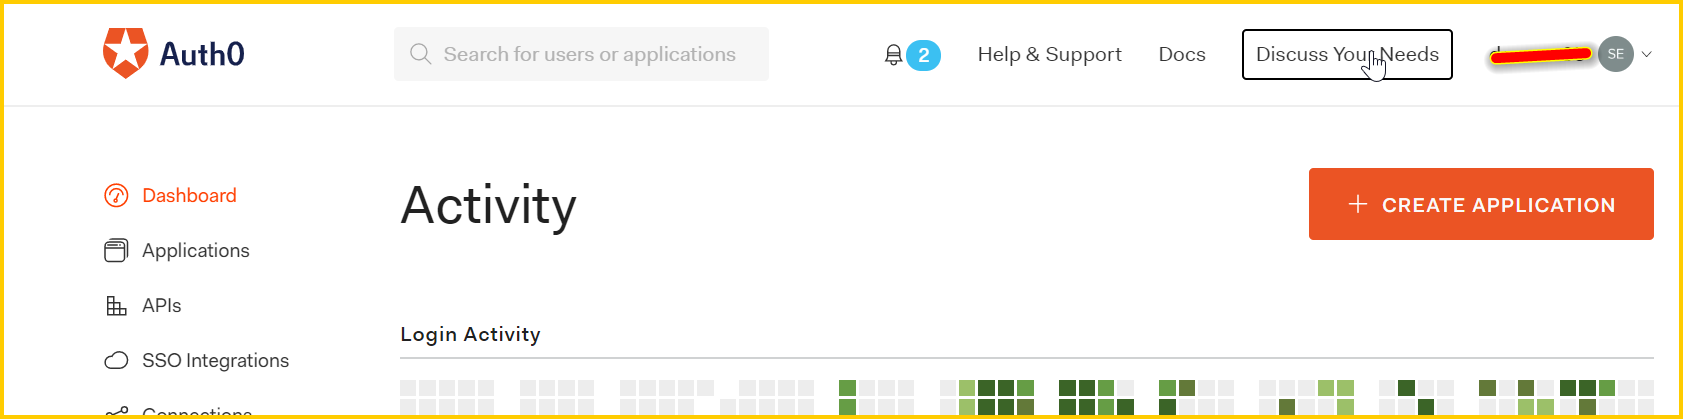 Auth0
Search for users or applications
2
Help & Support
Docs
Discuss Your Needs
SE
Dashboard
Applications
APIs
SSO Integrations
Connections
Activity
+ CREATE APPLICATION
Login Activity